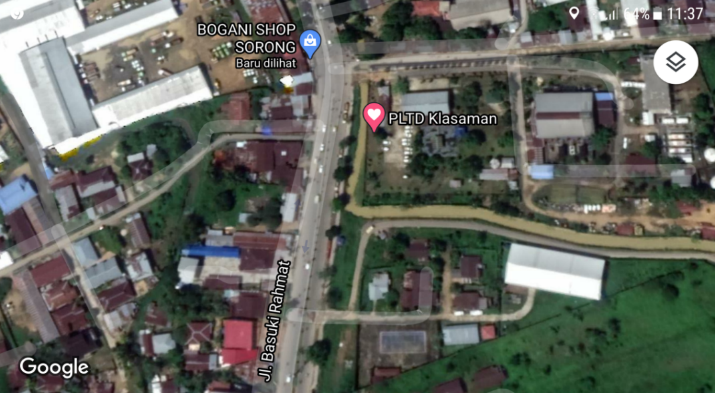 64% 11:37
BOGANI SHOP
SORONG
Baru dilihat
PLTD Klasaman
Jl. Basuki Rahmat
Google